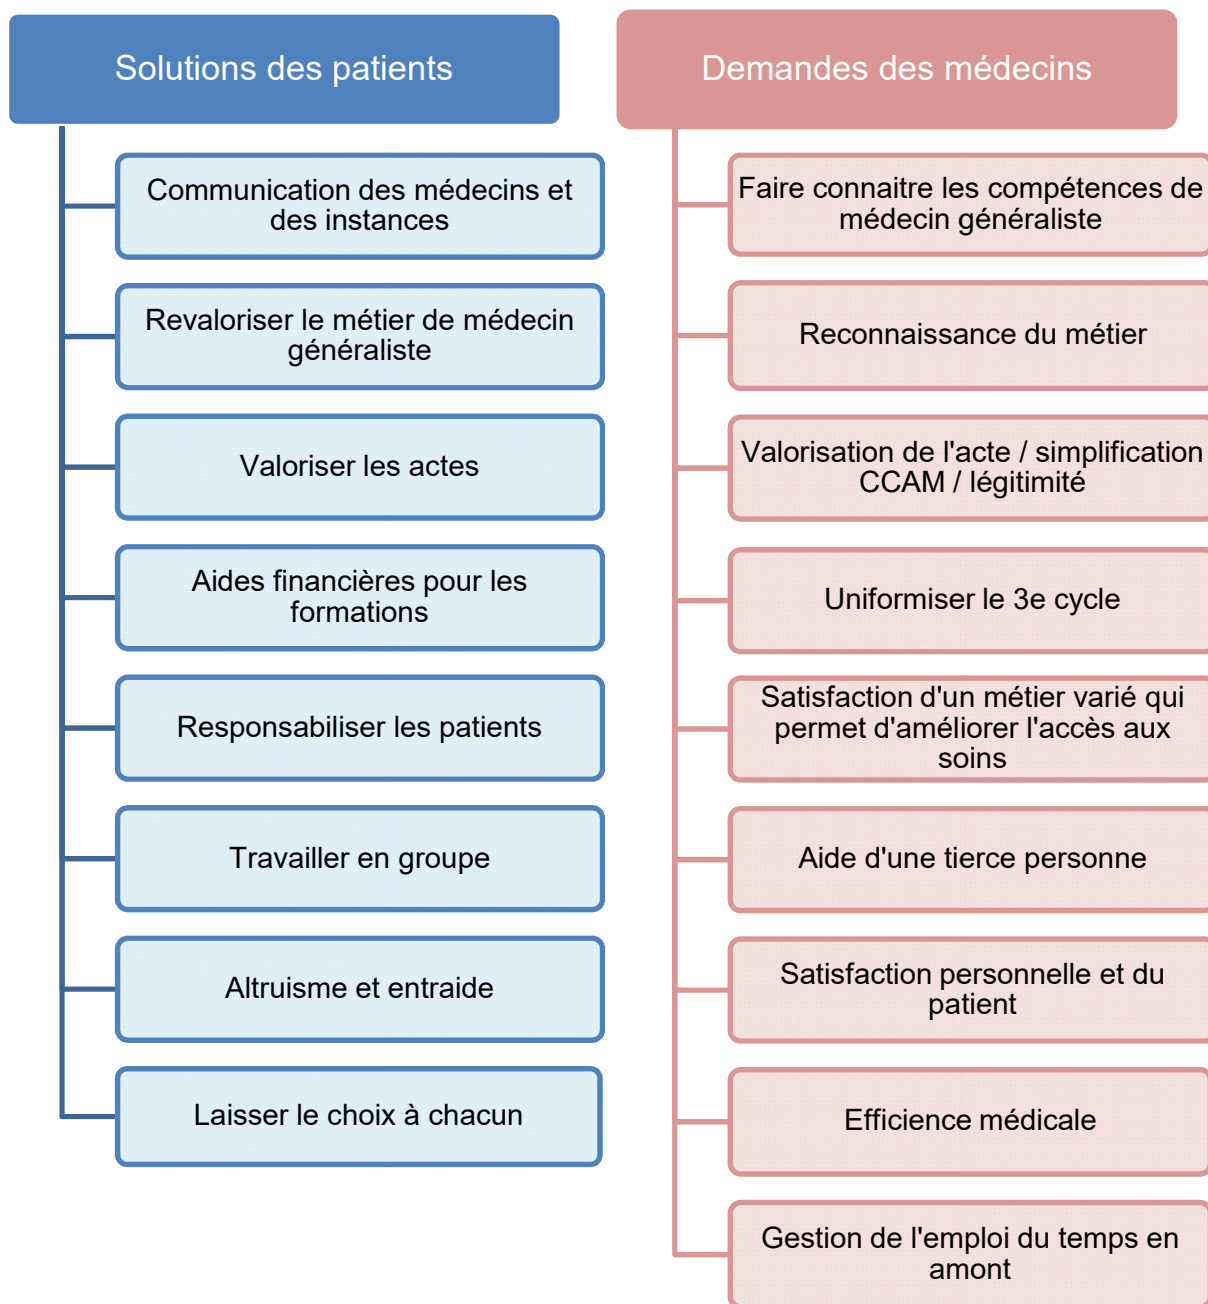 Solutions des patients
Communication des médecins et
des instances
Revaloriser le métier de médecin
généraliste
Valoriser les actes
Aides financières pour les
formations
Responsabiliser les patients
Travailler en groupe
Altruisme et entraide
Laisser le choix à chacun
Demandes des médecins
Faire connaitre les compétences de
médecin généraliste
Reconnaissance du métier
Valorisation de l'acte / simplification
CCAM / légitimité
Uniformiser le 3e cycle
Satisfaction d'un métier varié qui
permet d'améliorer l'accès aux
soins
Aide d'une tierce personne
Satisfaction personnelle et du
patient
Efficience médicale
Gestion de l'emploi du temps en
amont